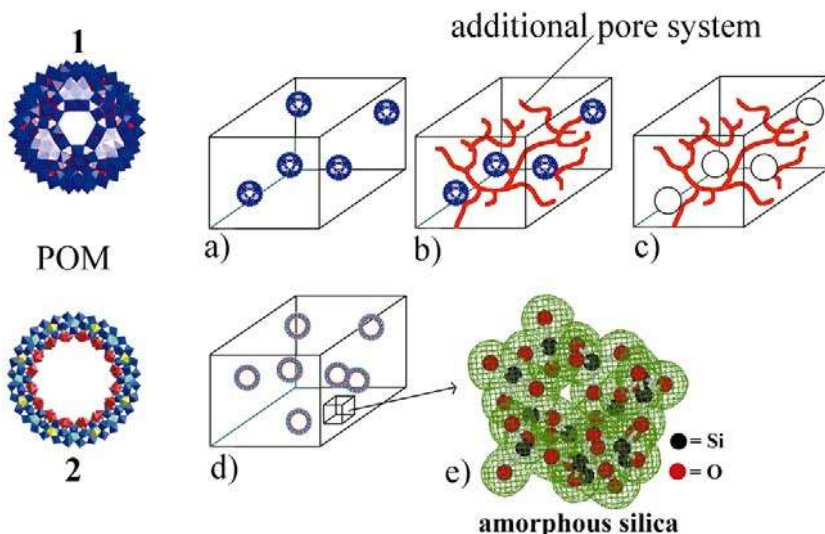 1
additional pore system
a)
b)
c)
POM
2
d)
e)
= Si
= O
amorphous silica